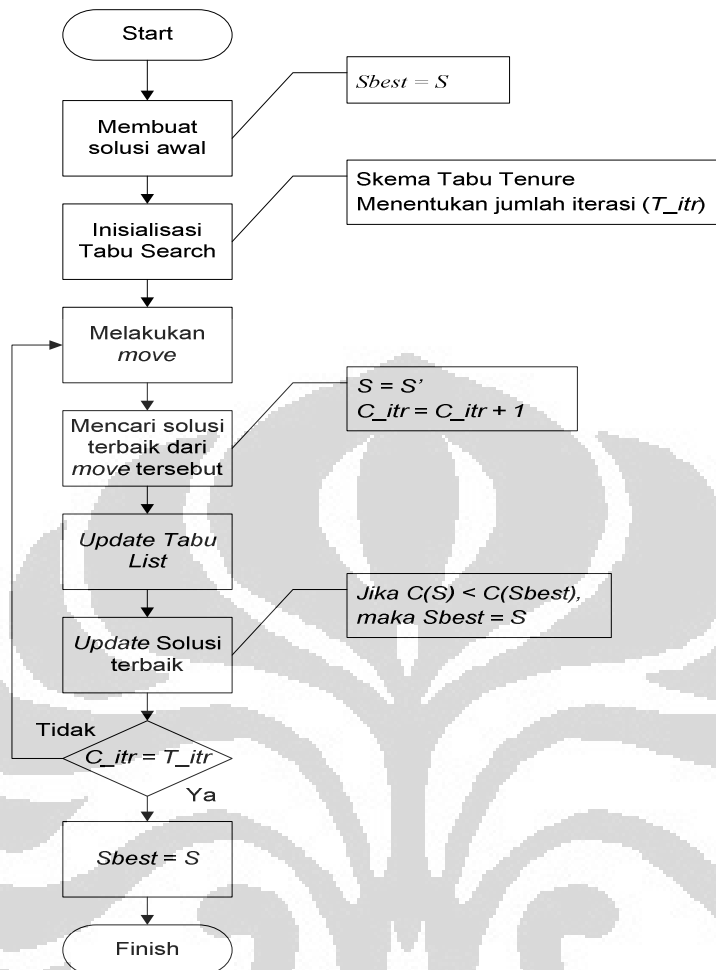 Start
Sbest = S
Membuat
solusi awal
Skema Tabu Tenure
Menentukan jumlah iterasi (T_itr)
Inisialisasi
Tabu Search
Melakukan
move
S = S’
C_itr = C_itr + 1
Mencari solusi
terbaik dari
move tersebut
Update Tabu
List
Jika C(S) < C(Sbest),
maka Sbest = S
Update Solusi
terbaik
Tidak
C_itr = T_itr
Ya
Sbest = S
Finish